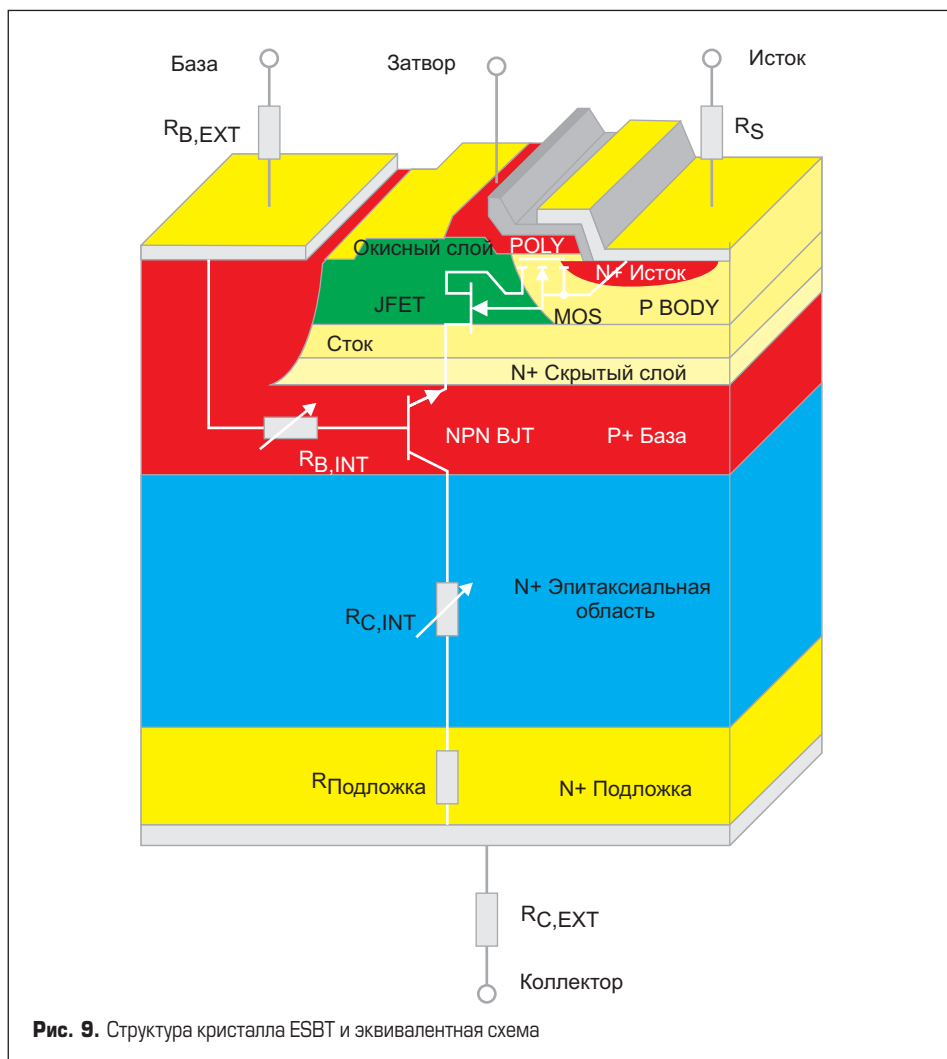 База
Затвор
Исток
RB,EXT
RS
Окисный слой
POLY
N+ Исток
JFET
MOS
P BODY
Сток
N+ Скрытый слой
NPN BJT
P+ База
RB,INT
N+ Эпитаксиальная
область
RC,INT
RПодложка
N+ Подложка
RC,EXT
Коллектор
Рис. 9. Структура кристалла ESBT и эквивалентная схема